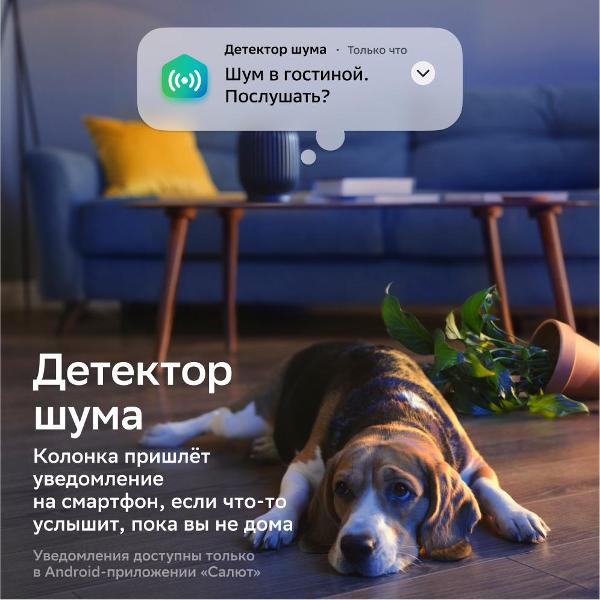 Детектор шума · Только что
Шум в гостиной.
Послушать?
Детектор
шума
Колонка пришлёт
уведомление
на смартфон, если что-то
услышит, пока вы не дома
Уведомления доступны только
в Android-приложении «Салют»